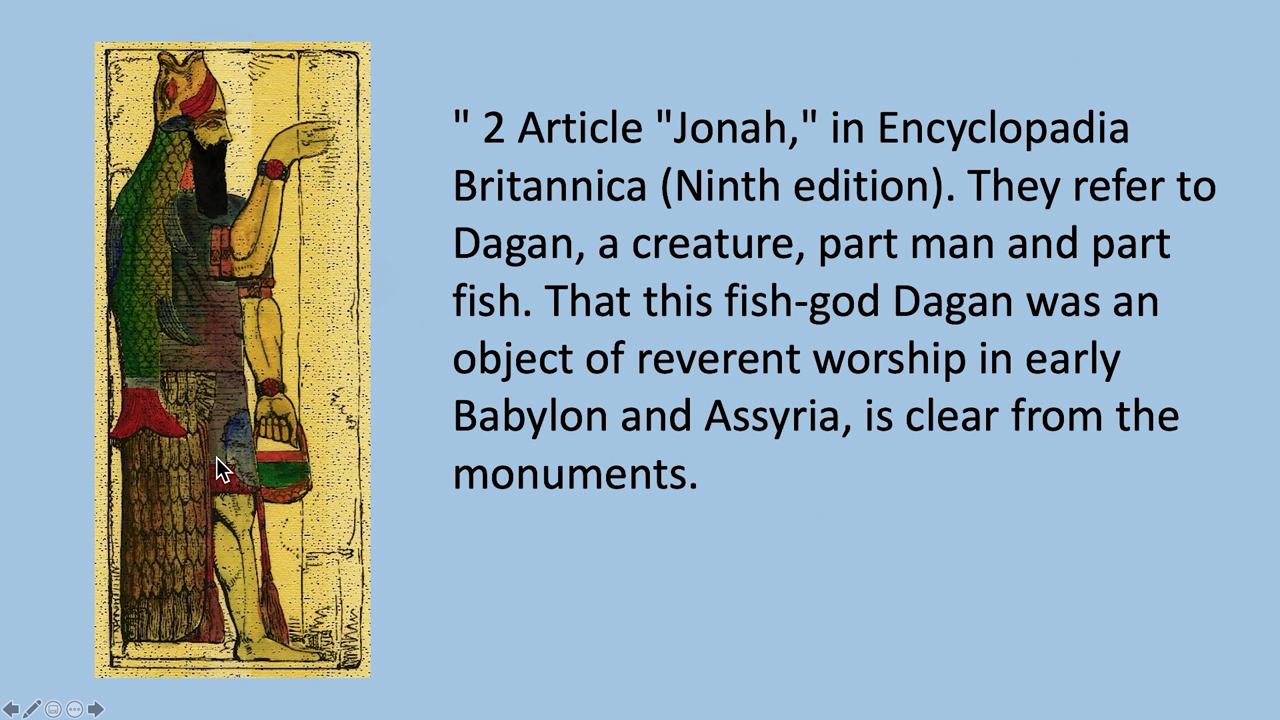 " 2 Article "Jonah," in Encyclopadia
Britannica (Ninth edition). They refer to
Dagan, a creature, part man and part
fish. That this fish-god Dagan was an
object of reverent worship in early
Babylon and Assyria, is clear from the
monuments.